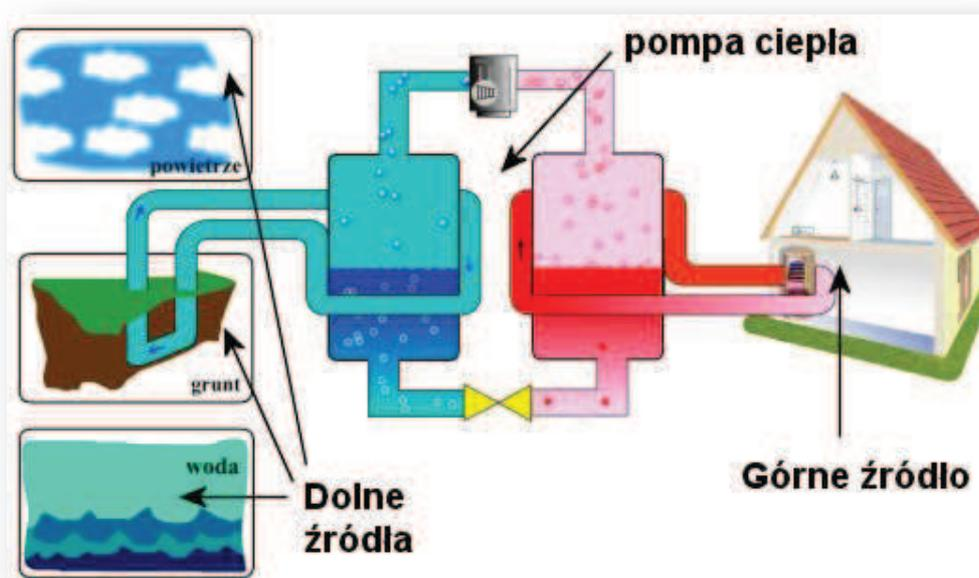 pompa ciepła
powietrze
grunt
woda
Dolne
źródła
Górne źródło